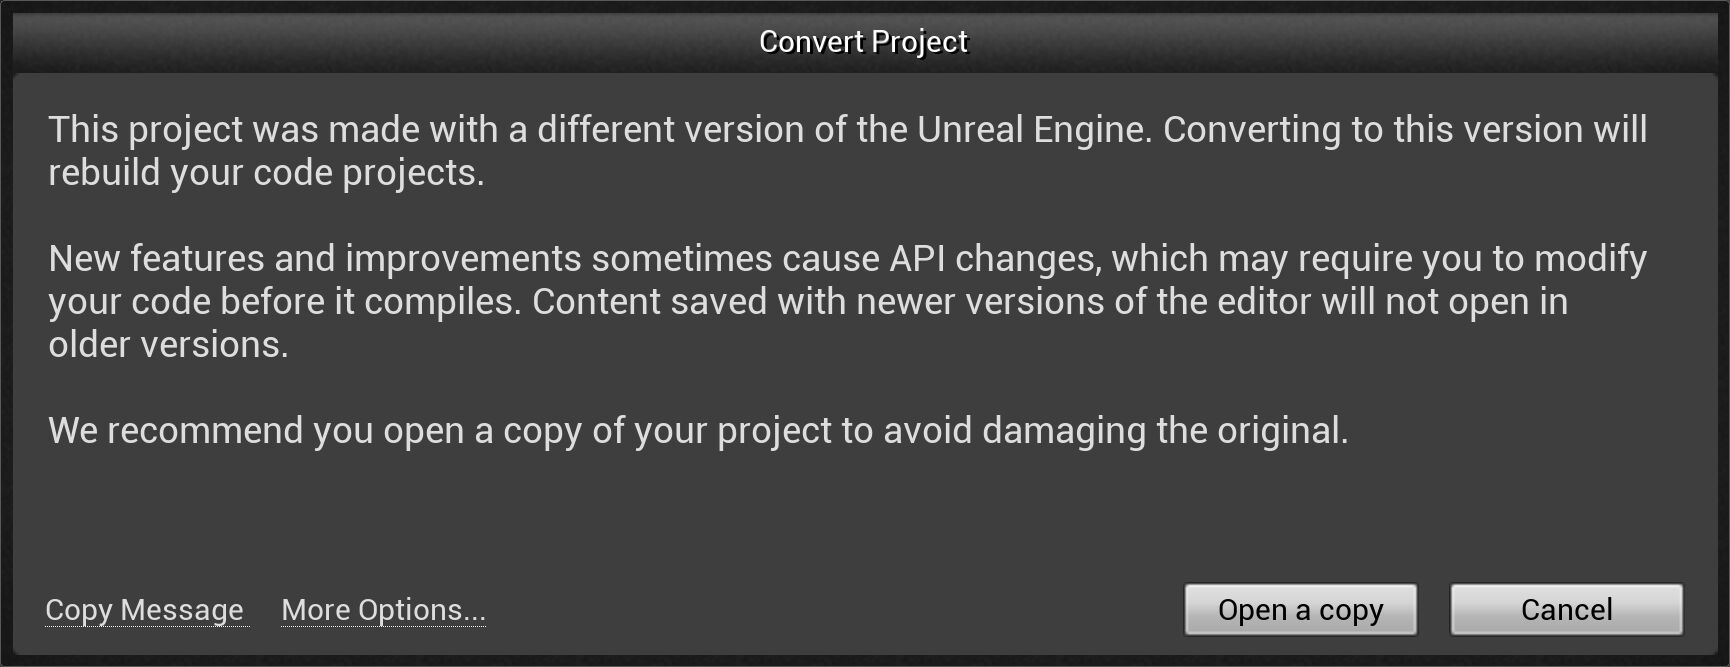 Convert Project
This project was made with a different version of the Unreal Engine. Converting to this version will
rebuild your code projects.
New features and improvements sometimes cause API changes, which may require you to modify
your code before it compiles. Content saved with newer versions of the editor will not open in
older versions.
We recommend you open a copy of your project to avoid damaging the original.
Copy Message More Options... Open a copy Cancel